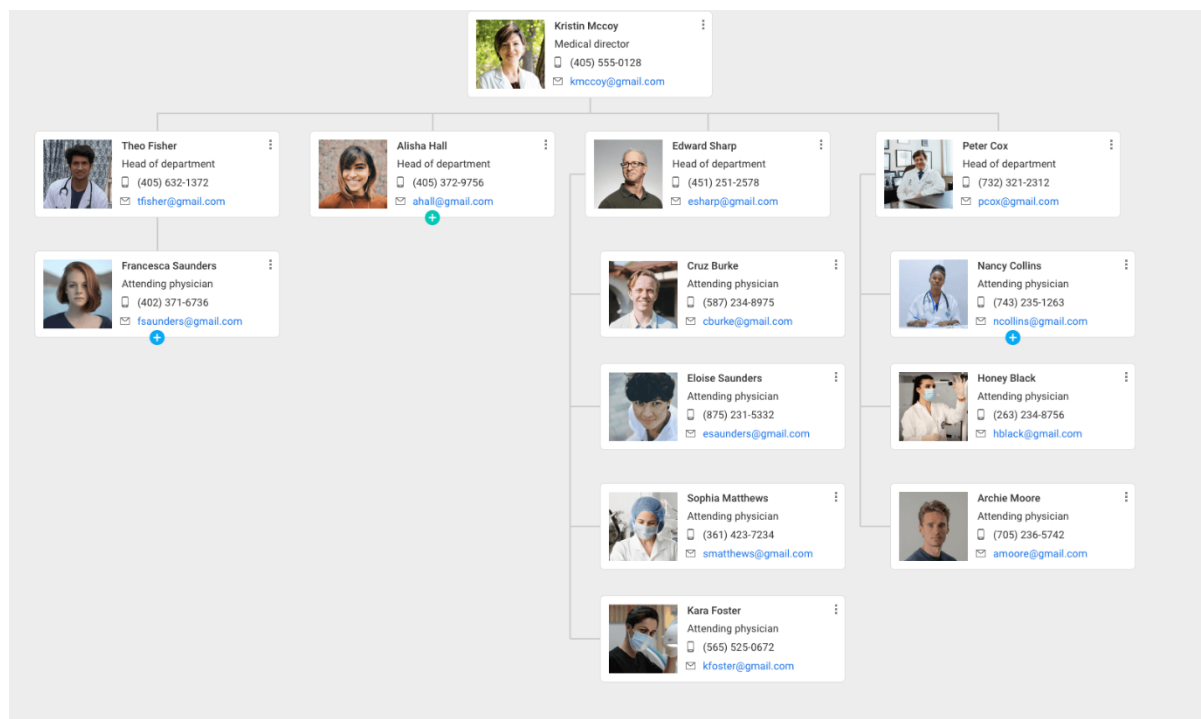 Kristin Mccoy
Medical director
(405) 555-0128
kmccoy@gmail.com
Theo Fisher
Head of department
(405) 632-1372
tfisher@gmail.com
Alisha Hall
Head of department
(405) 372-9756
ahall@gmail.com
Edward Sharp
Head of department
(451) 251-2578
esharp@gmail.com
Peter Cox
Head of department
(732) 321-2312
pcox@gmail.com
Francesca Saunders
Attending physician
(402) 371-6736
fsaunders@gmail.com
Cruz Burke
Attending physician
(587) 234-8975
cburke@gmail.com
Nancy Collins
Attending physician
(743) 235-1263
ncollins@gmail.com
Eloise Saunders
Attending physician
(875) 231-5332
esaunders@gmail.com
Honey Black
Attending physician
(263) 234-8756
hblack@gmail.com
Sophia Matthews
Attending physician
(361) 423-7234
smatthews@gmail.com
Archie Moore
Attending physician
(705) 236-5742
amoore@gmail.com
Kara Foster
Attending physician
(565) 525-0672
kfoster@gmail.com